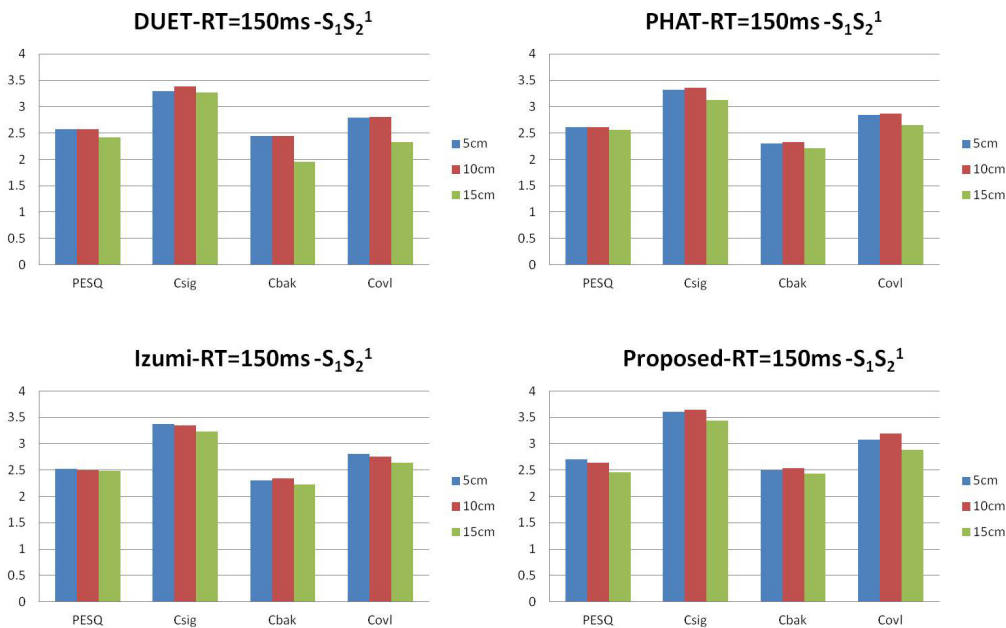 DUET-RT=150ms -S₁S₂¹
4
3.5
3
2.5
2
1.5
1
0.5
0
PESQ Csig Cbak Covl
5cm
10cm
15cm
PHAT-RT=150ms -S₁S₂¹
4
3.5
3
2.5
2
1.5
1
0.5
0
PESQ Csig Cbak Covl
5cm
10cm
15cm
Izumi-RT=150ms -S₁S₂¹
4
3.5
3
2.5
2
1.5
1
0.5
0
PESQ Csig Cbak Covl
5cm
10cm
15cm
Proposed-RT=150ms -S₁S₂¹
4
3.5
3
2.5
2
1.5
1
0.5
0
PESQ Csig Cbak Covl
5cm
10cm
15cm